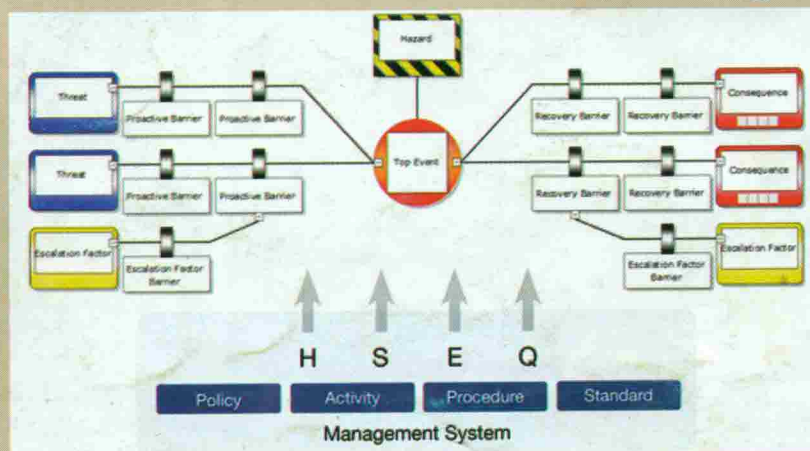 Hazard
Threat
Proactive Barrier
Proactive Barrier
Recovery Barrier
Recovery Barrier
Consequence
Top Event
Threat
Proactive Barrier
Proactive Barrier
Recovery Barrier
Recovery Barrier
Consequence
Escalation Factor
Escalation Factor
Barrier
Escalation Factor
Barrier
Escalation Factor
H S E Q
Policy Activity Procedure Standard
Management System